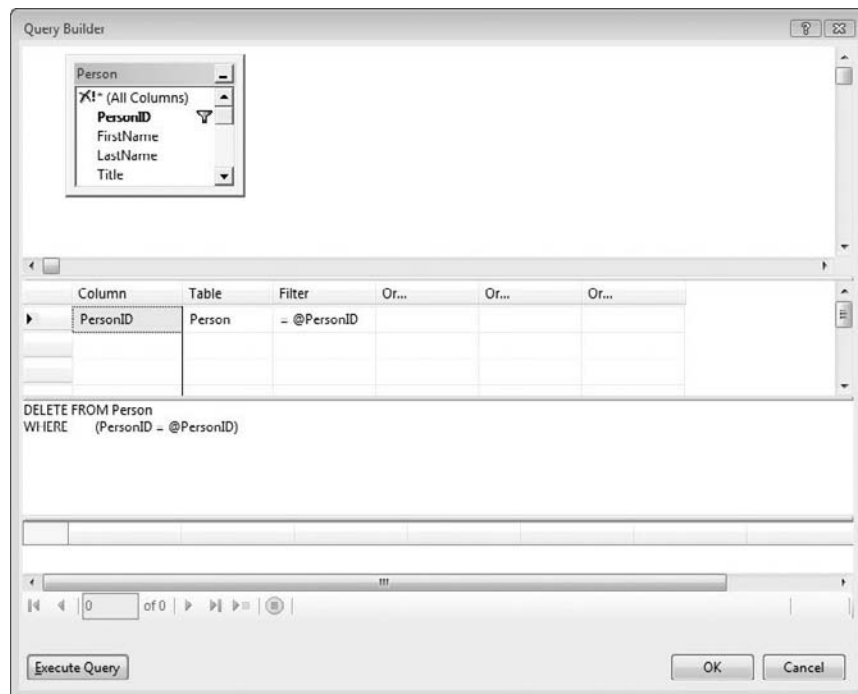 Query Builder
Person
* (All Columns)
PersonID
FirstName
LastName
Title
Column Table Filter Or... Or... Or...
PersonID Person = @PersonID
DELETE FROM Person
WHERE (PersonID = @PersonID)
0 of 0
Execute Query OK Cancel